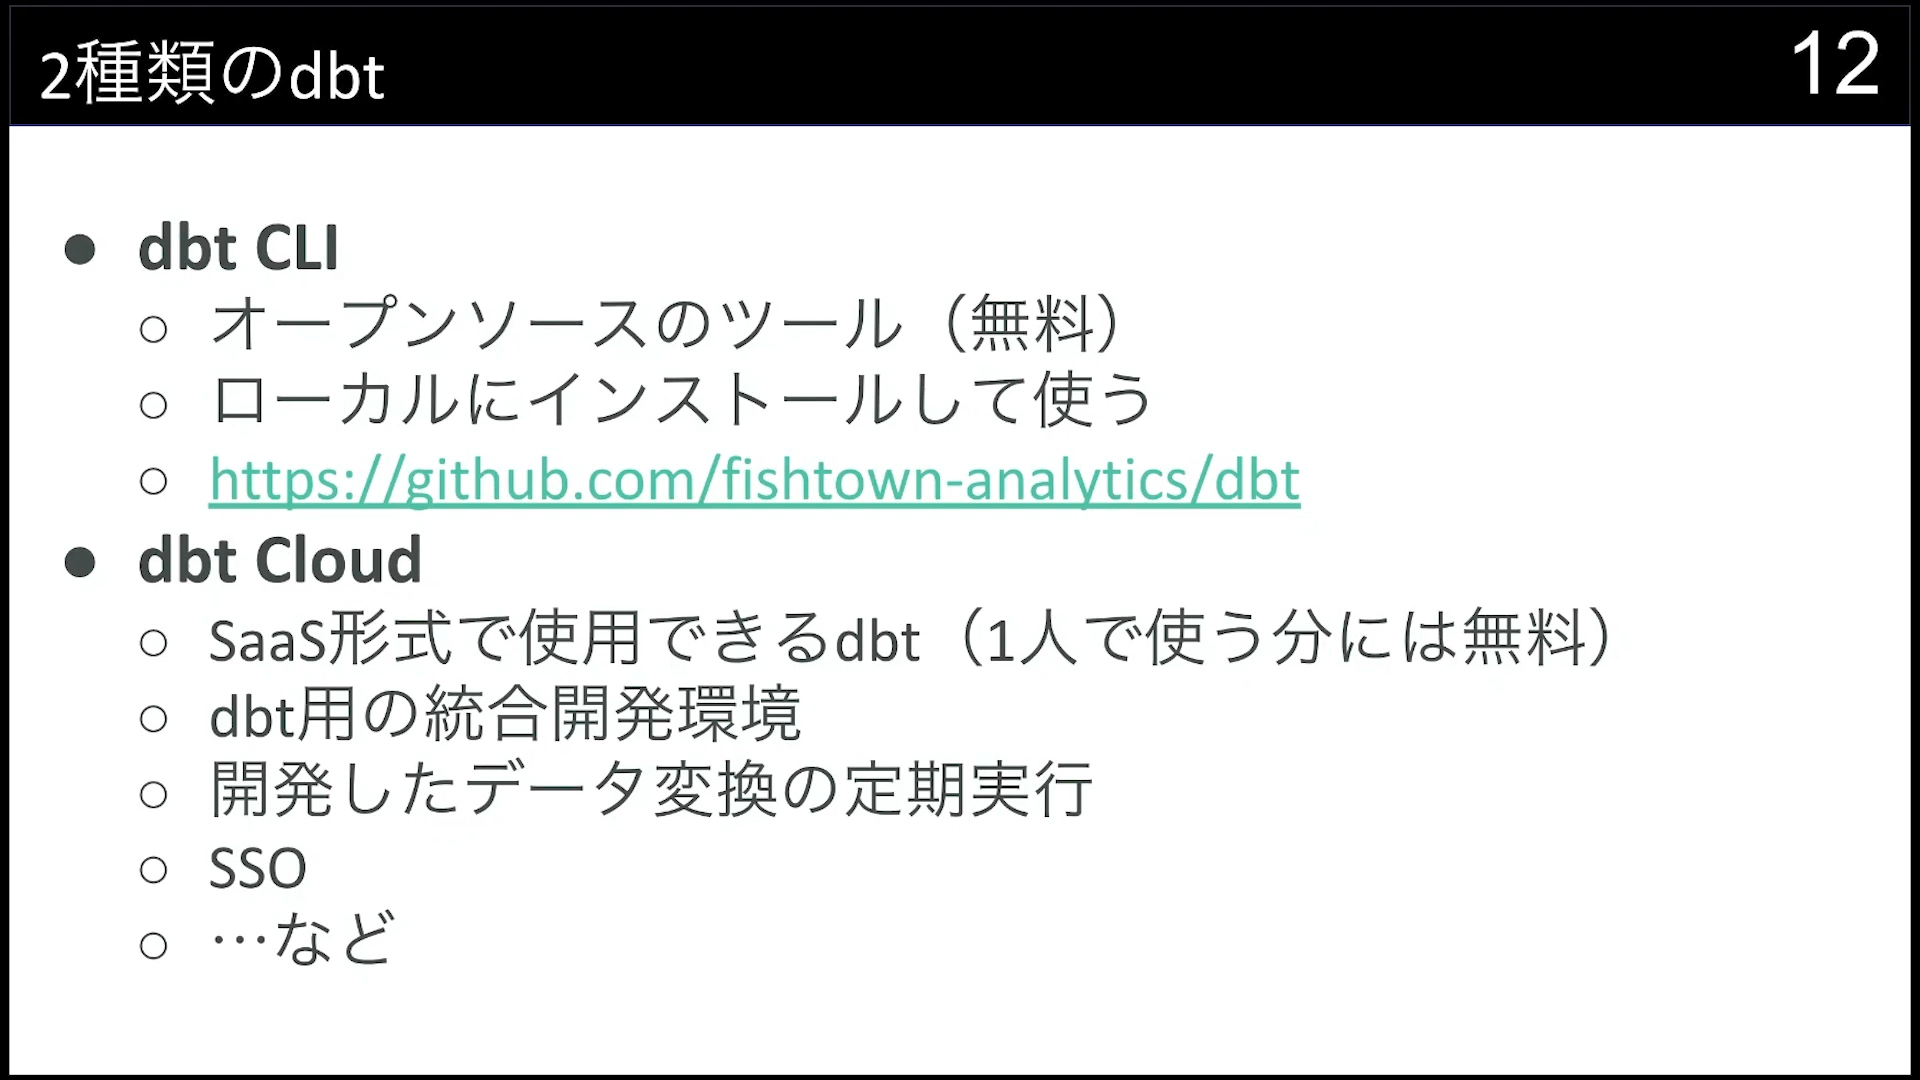 2種類のdbt
12
● dbt CLI
○ オープンソースのツール（無料）
○ ローカルにインストールして使う
○ https://github.com/fishtown-analytics/dbt
● dbt Cloud
○ SaaS形式で使用できるdbt（1人で使う分には無料）
○ dbt用の統合開発環境
○ 開発したデータ変換の定期実行
○ SSO
○ …など